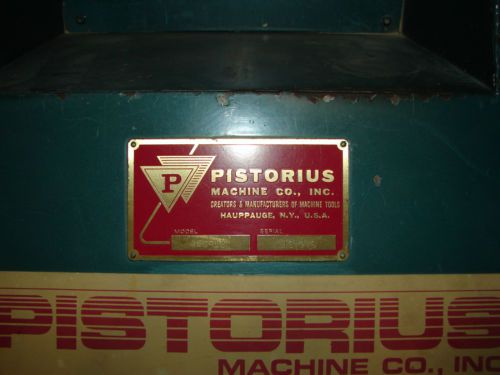 P
PISTORIUS
MACHINE CO., INC.
CREATORS & MANUFACTURERS OF MACHINE TOOLS
HAUPPAUGE, N.Y., U.S.A.
MODEL SERIAL
PISTORIUS
MACHINE CO., INC